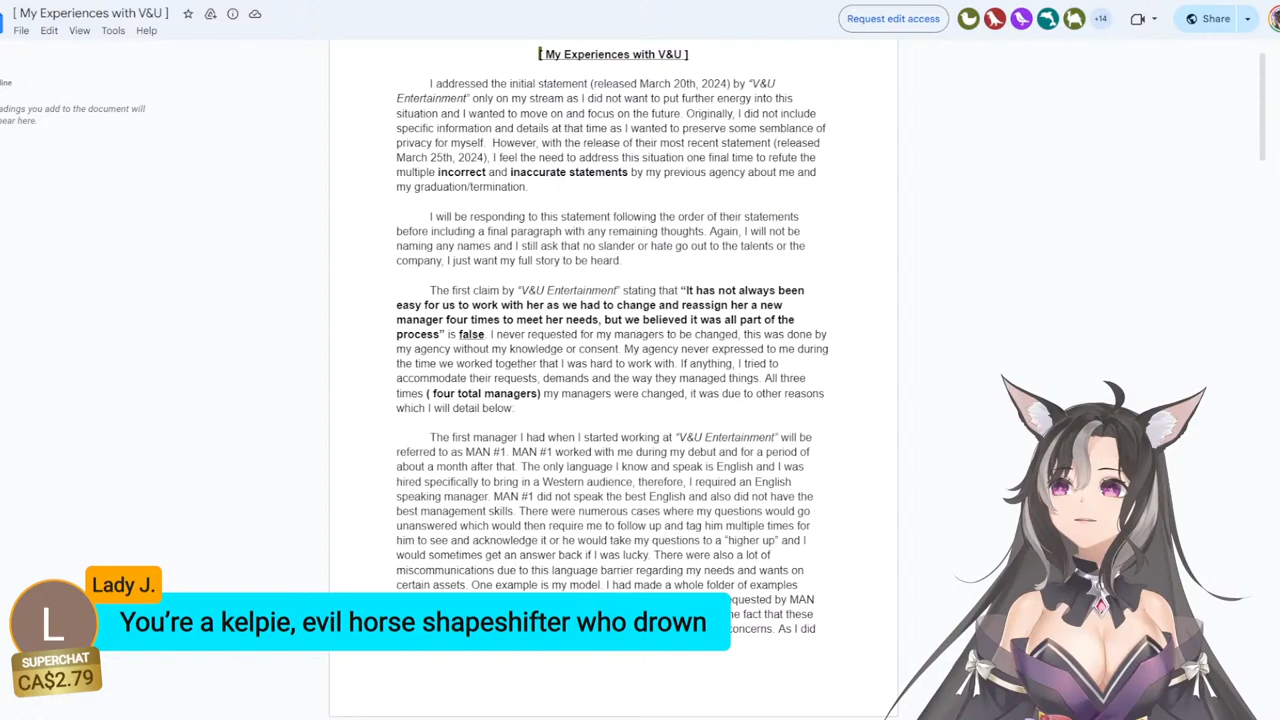 [ My Experiences with V&U ]
File Edit View Tools Help
Request edit access
+14
Share
line
adings you add to the document will
pear here.
[ My Experiences with V&U ]
I addressed the initial statement (released March 20th, 2024) by "V&U
Entertainment" only on my stream as I did not want to put further energy into this
situation and I wanted to move on and focus on the future. Originally, I did not include
specific information and details at that time as I wanted to preserve some semblance of
privacy for myself. However, with the release of their most recent statement (released
March 25th, 2024), I feel the need to address this situation one final time to refute the
multiple incorrect and inaccurate statements by my previous agency about me and
my graduation/termination.
I will be responding to this statement following the order of their statements
before including a final paragraph with any remaining thoughts. Again, I will not be
naming any names and I still ask that no slander or hate go out to the talents or the
company, I just want my full story to be heard.
The first claim by "V&U Entertainment" stating that "It has not always been
easy for us to work with her as we had to change and reassign her a new
manager four times to meet her needs, but we believed it was all part of the
process" is false. I never requested for my managers to be changed, this was done by
my agency without my knowledge or consent. My agency never expressed to me during
the time we worked together that I was hard to work with. If anything, I tried to
accommodate their requests, demands and the way they managed things. All three
times ( four total managers) my managers were changed, it was due to other reasons
which I will detail below:
The first manager I had when I started working at "V&U Entertainment" will be
referred to as MAN #1. MAN #1 worked with me during my debut and for a period of
about a month after that. The only language I know and speak is English and I was
hired specifically to bring in a Western audience, therefore, I required an English
speaking manager. MAN #1 did not speak the best English and also did not have the
best management skills. There were numerous cases where my questions would go
unanswered which would then require me to follow up and tag him multiple times for
him to see and acknowledge it or he would take my questions to a "higher up" and I
would sometimes get an answer back if I was lucky. There were also a lot of
miscommunications due to this language barrier regarding my needs and wants on
certain assets. One example is my model. I had made a whole folder of examples
requested by MAN
he fact that these
concerns. As I did
Lady J.
L
You're a kelpie, evil horse shapeshifter who drown
SUPERCHAT
CA$2.79